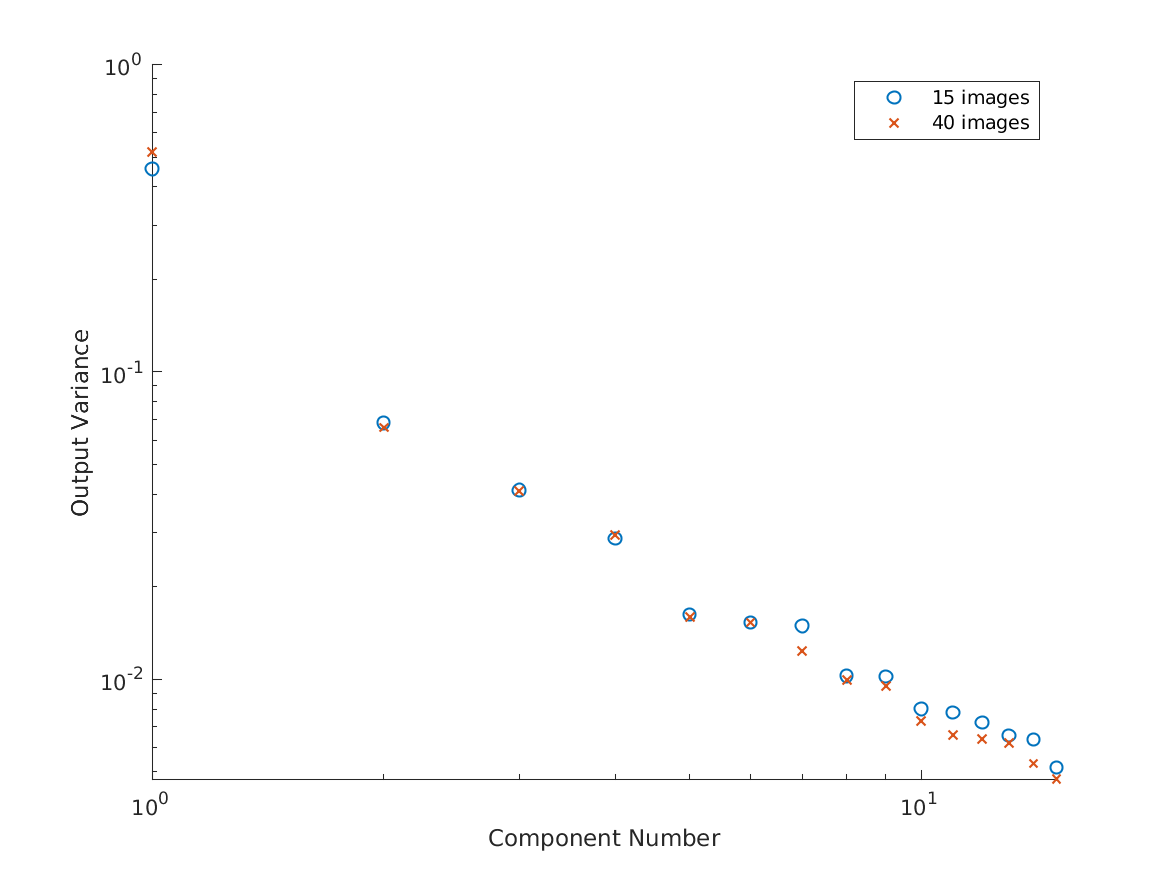 10^0
15 images
40 images
10^-1
Output Variance
10^-2
10^0
10^1
Component Number